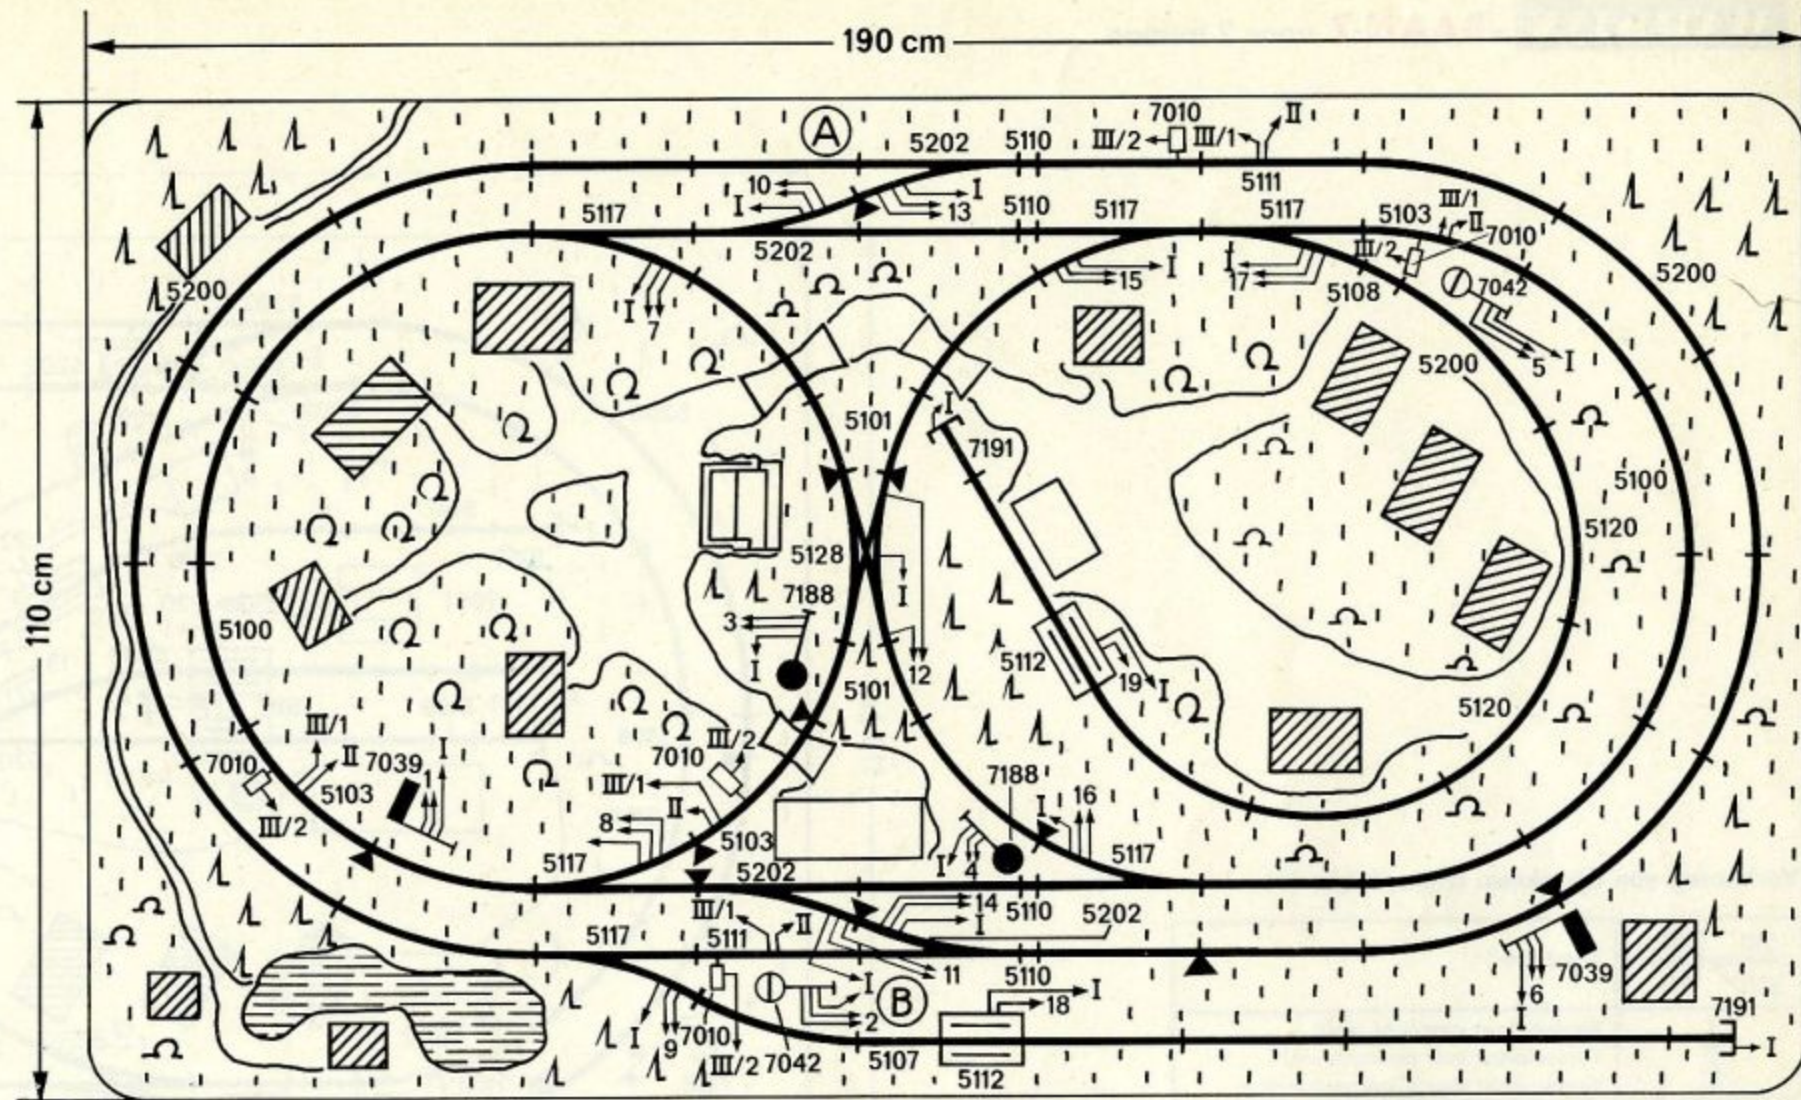 190 cm
110 cm
A
5202
5110
7010
III/2
III/1
II
10
I
I
13
5117
5110
5117
5111
5117
5103
III/1
II
7010
III/2
5202
5200
I
7
15
I
I
17
5108
7042
5
I
5200
5200
5101
I
7191
5100
5120
5128
I
7188
3
I
12
5101
5100
5112
19
I
5120
III/1
II
7010
5103
III/2
7039
1
I
7010
III/2
III/1
II
8
5103
5117
5202
7188
I
4
I
16
5117
14
I
5110
5202
III/1
II
5117
5111
I
11
5110
B
2
18
I
I
9
7010
III/2
7042
5107
5112
6
I
7039
7191
I